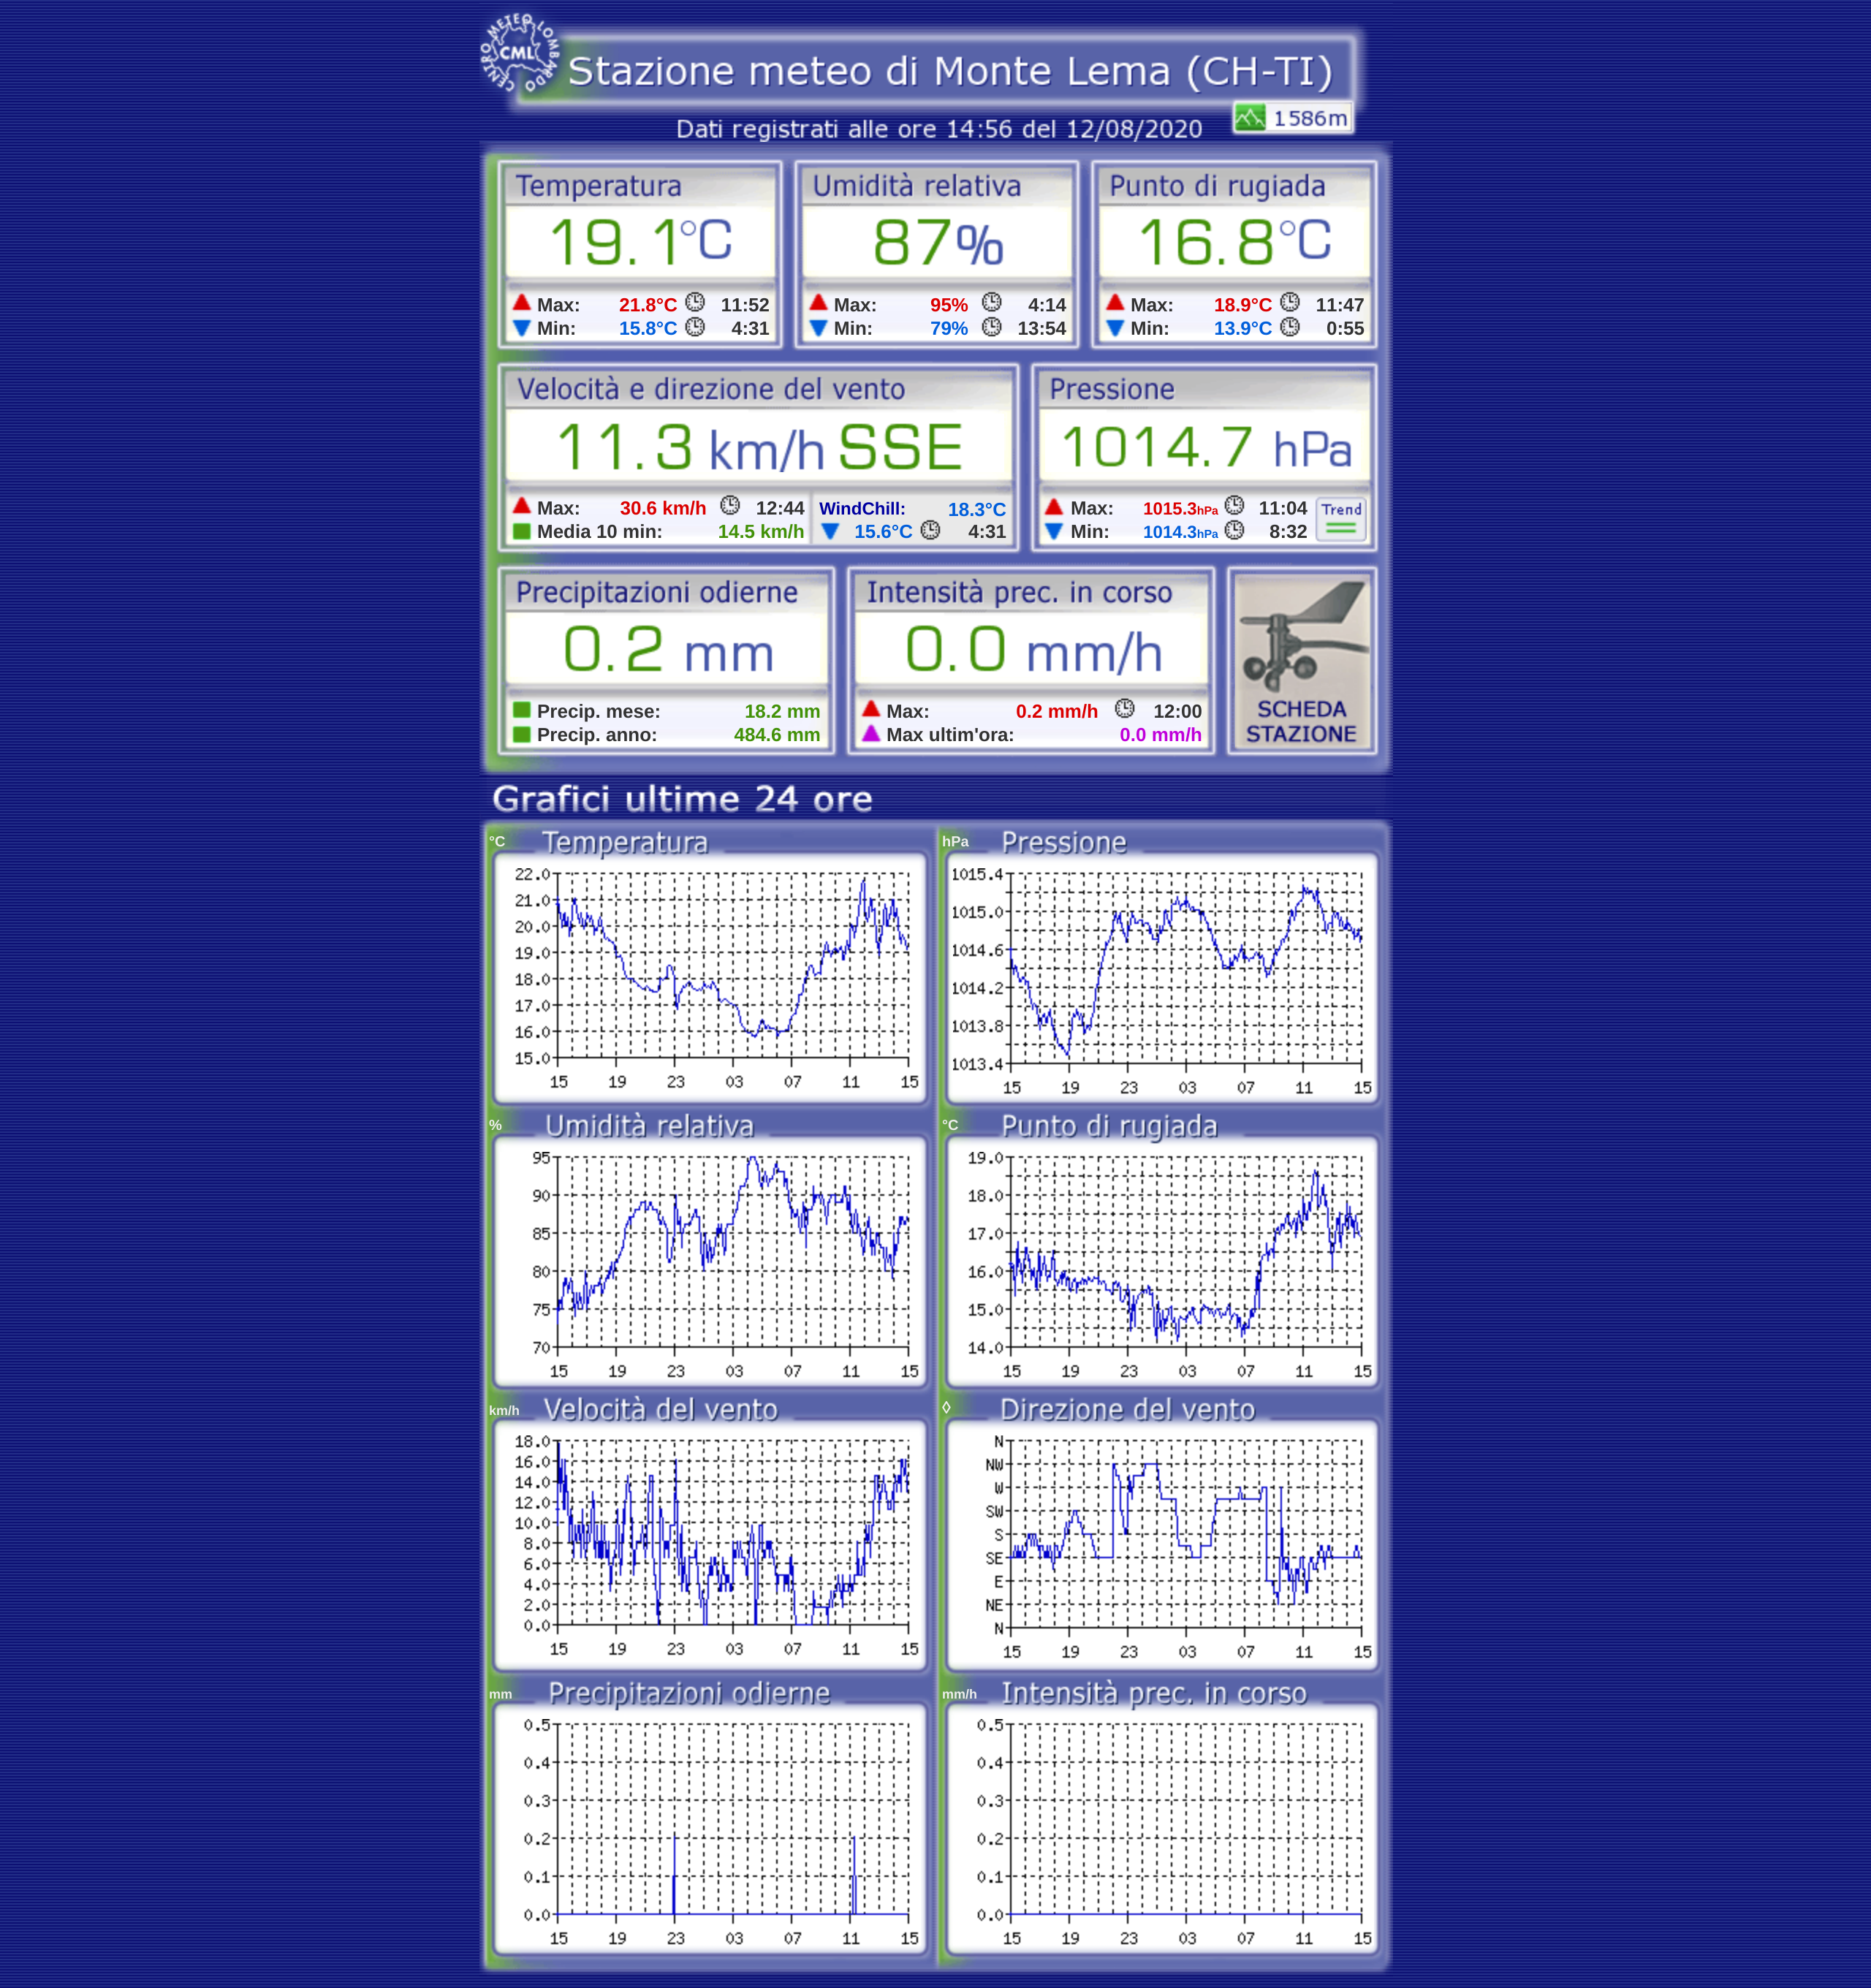 CENTRO METEO LOMBARDO
CML
Stazione meteo di Monte Lema (CH-TI)
1586m
Dati registrati alle ore 14:56 del 12/08/2020
Temperatura
19.1°C
Max: 21.8°C 11:52
Min: 15.8°C 4:31
Umidità relativa
87%
Max: 95% 4:14
Min: 79% 13:54
Punto di rugiada
16.8°C
Max: 18.9°C 11:47
Min: 13.9°C 0:55
Velocità e direzione del vento
11.3 km/h SSE
Max: 30.6 km/h 12:44
Media 10 min: 14.5 km/h
WindChill: 18.3°C
15.6°C 4:31
Pressione
1014.7 hPa
Max: 1015.3hPa 11:04
Min: 1014.3hPa 8:32
Trend
Precipitazioni odierne
0.2 mm
Precip. mese: 18.2 mm
Precip. anno: 484.6 mm
Intensità prec. in corso
0.0 mm/h
Max: 0.2 mm/h 12:00
Max ultim'ora: 0.0 mm/h
SCHEDA
STAZIONE
Grafici ultime 24 ore
°C Temperatura
22.0
21.0
20.0
19.0
18.0
17.0
16.0
15.0
15 19 23 03 07 11 15
hPa Pressione
1015.4
1015.0
1014.6
1014.2
1013.8
1013.4
15 19 23 03 07 11 15
% Umidità relativa
95
90
85
80
75
70
15 19 23 03 07 11 15
°C Punto di rugiada
19.0
18.0
17.0
16.0
15.0
14.0
15 19 23 03 07 11 15
km/h Velocità del vento
18.0
16.0
14.0
12.0
10.0
8.0
6.0
4.0
2.0
0.0
15 19 23 03 07 11 15
◊ Direzione del vento
N
NW
W
SW
S
SE
E
NE
N
15 19 23 03 07 11 15
mm Precipitazioni odierne
0.5
0.4
0.3
0.2
0.1
0.0
15 19 23 03 07 11 15
mm/h Intensità prec. in corso
0.5
0.4
0.3
0.2
0.1
0.0
15 19 23 03 07 11 15